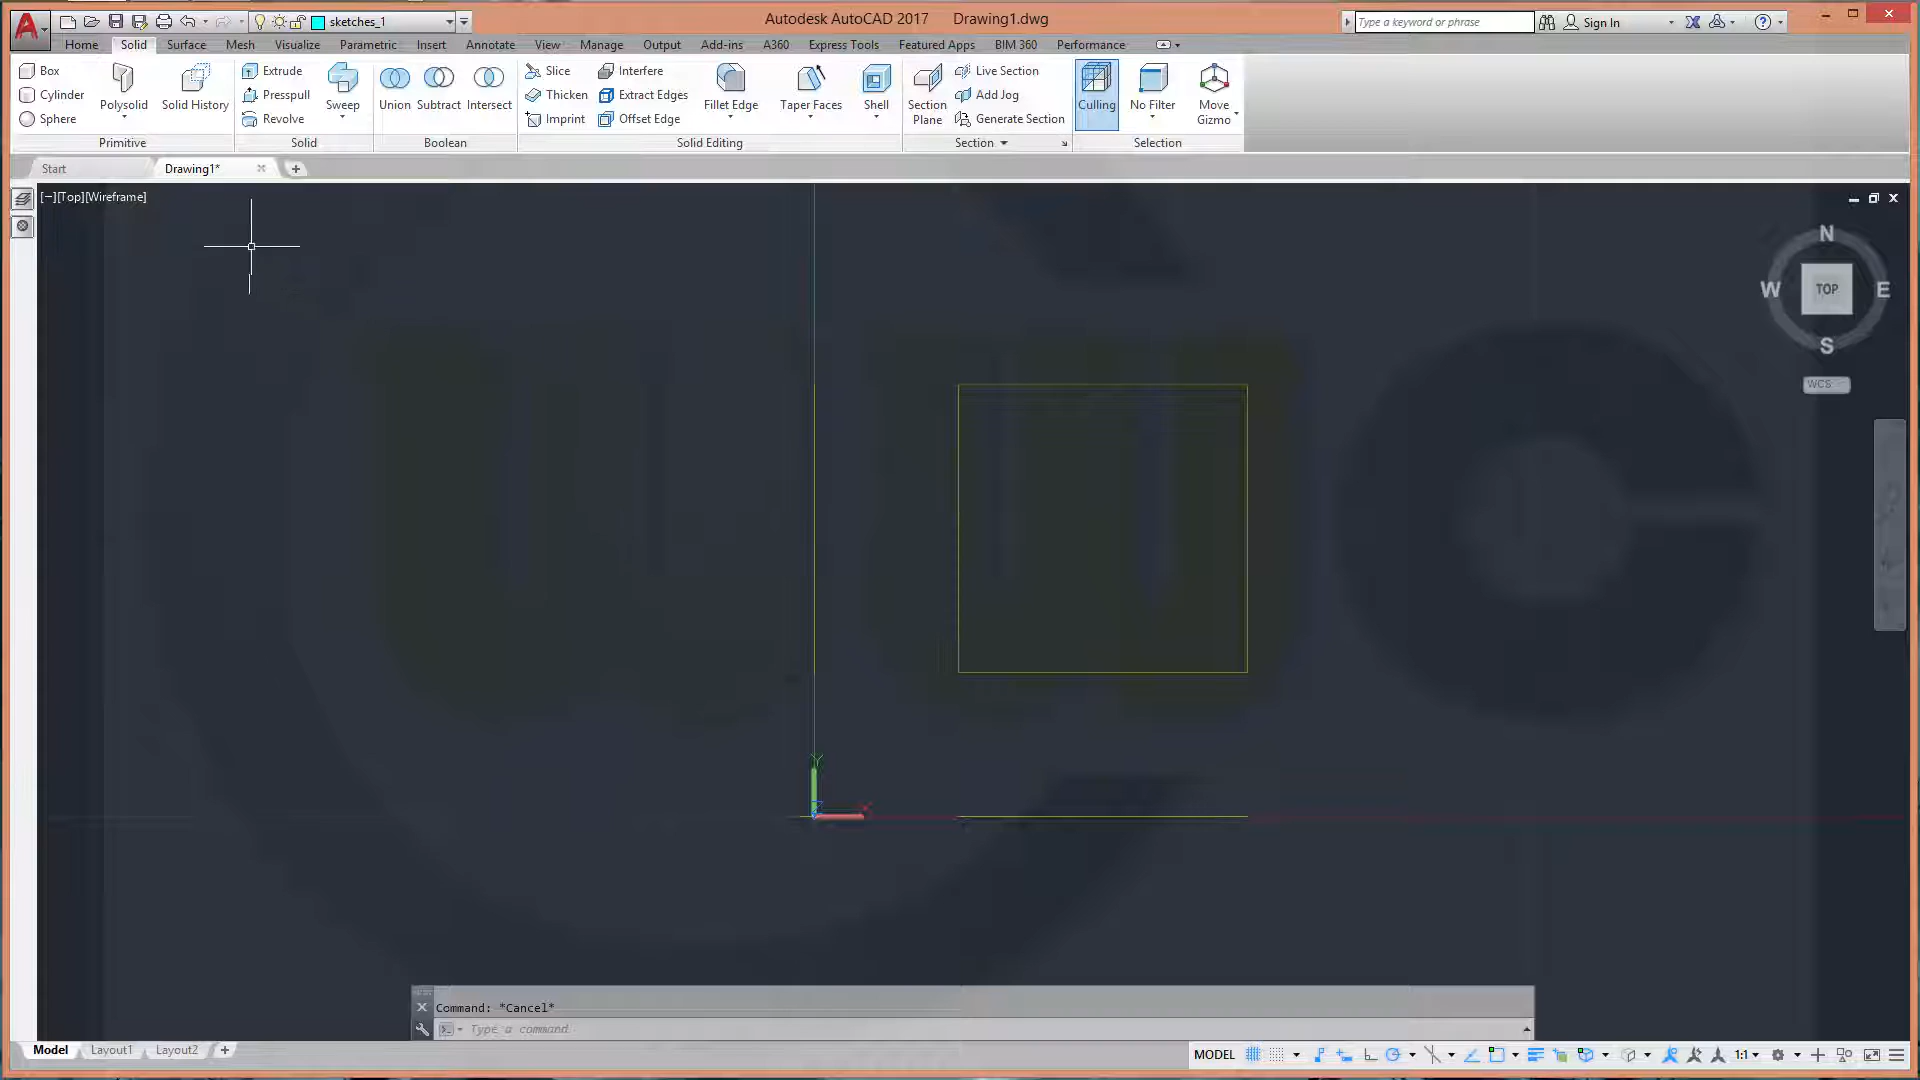 sketches_1
Autodesk AutoCAD 2017 Drawing1.dwg
Type a keyword or phrase
Sign In
Home Solid Surface Mesh Visualize Parametric Insert Annotate View Manage Output Add-ins A360 Express Tools Featured Apps BIM 360 Performance
Box
Cylinder
Sphere
Polysolid
Solid History
Primitive
Extrude
Presspull
Revolve
Sweep
Solid
Union
Subtract
Intersect
Boolean
Slice
Thicken
Imprint
Interfere
Extract Edges
Offset Edge
Fillet Edge
Taper Faces
Shell
Solid Editing
Section
Plane
Live Section
Add Jog
Generate Section
Section
Culling
No Filter
Move
Gizmo
Selection
Start
Drawing1*
[−][Top][Wireframe]
N
W
TOP
E
S
WCS
Y
X
Z
Command: *Cancel*
Type a command
Model Layout1 Layout2
MODEL
1:1